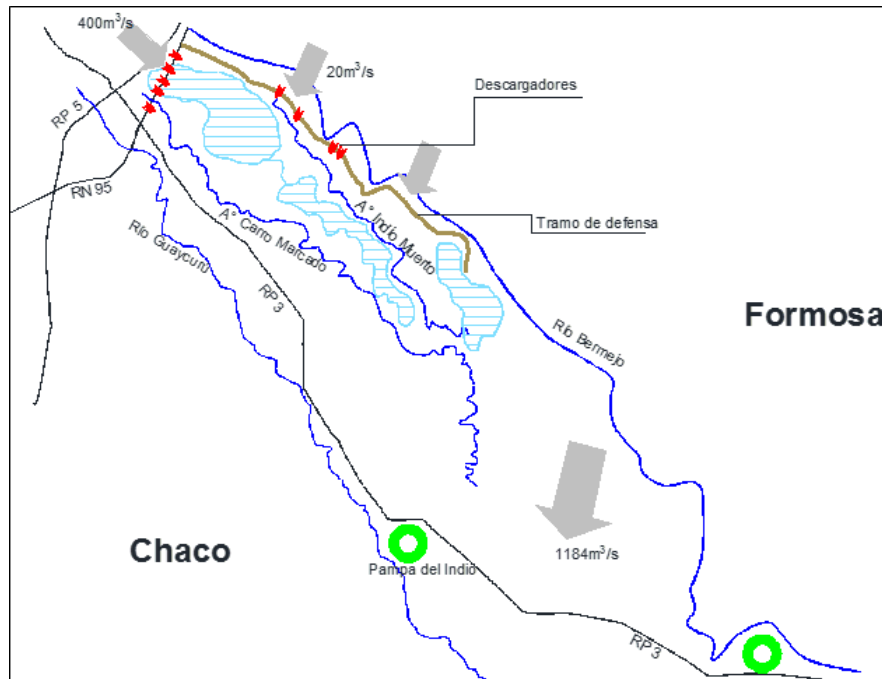 400m³/s
20m³/s
Descargadores
RP 5
RN 95
A° Indio Muerto
A° Carro Marcado
Tramo de defensa
Río Guaycurú
RP 3
Formosa
Río Bermejo
Chaco
1184m³/s
Pampa del Indio
RP 3